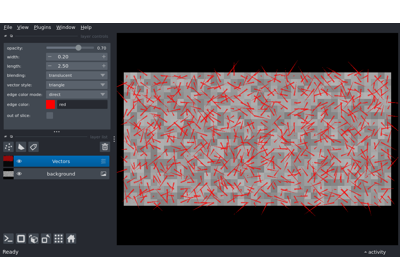 File View Plugins Window Help
opacity: 0.70
width: − 0.20 +
length: − 2.50 +
blending: translucent
vector style: triangle
edge color mode: direct
edge color: red
out of slice:
Vectors
background
Ready
activity